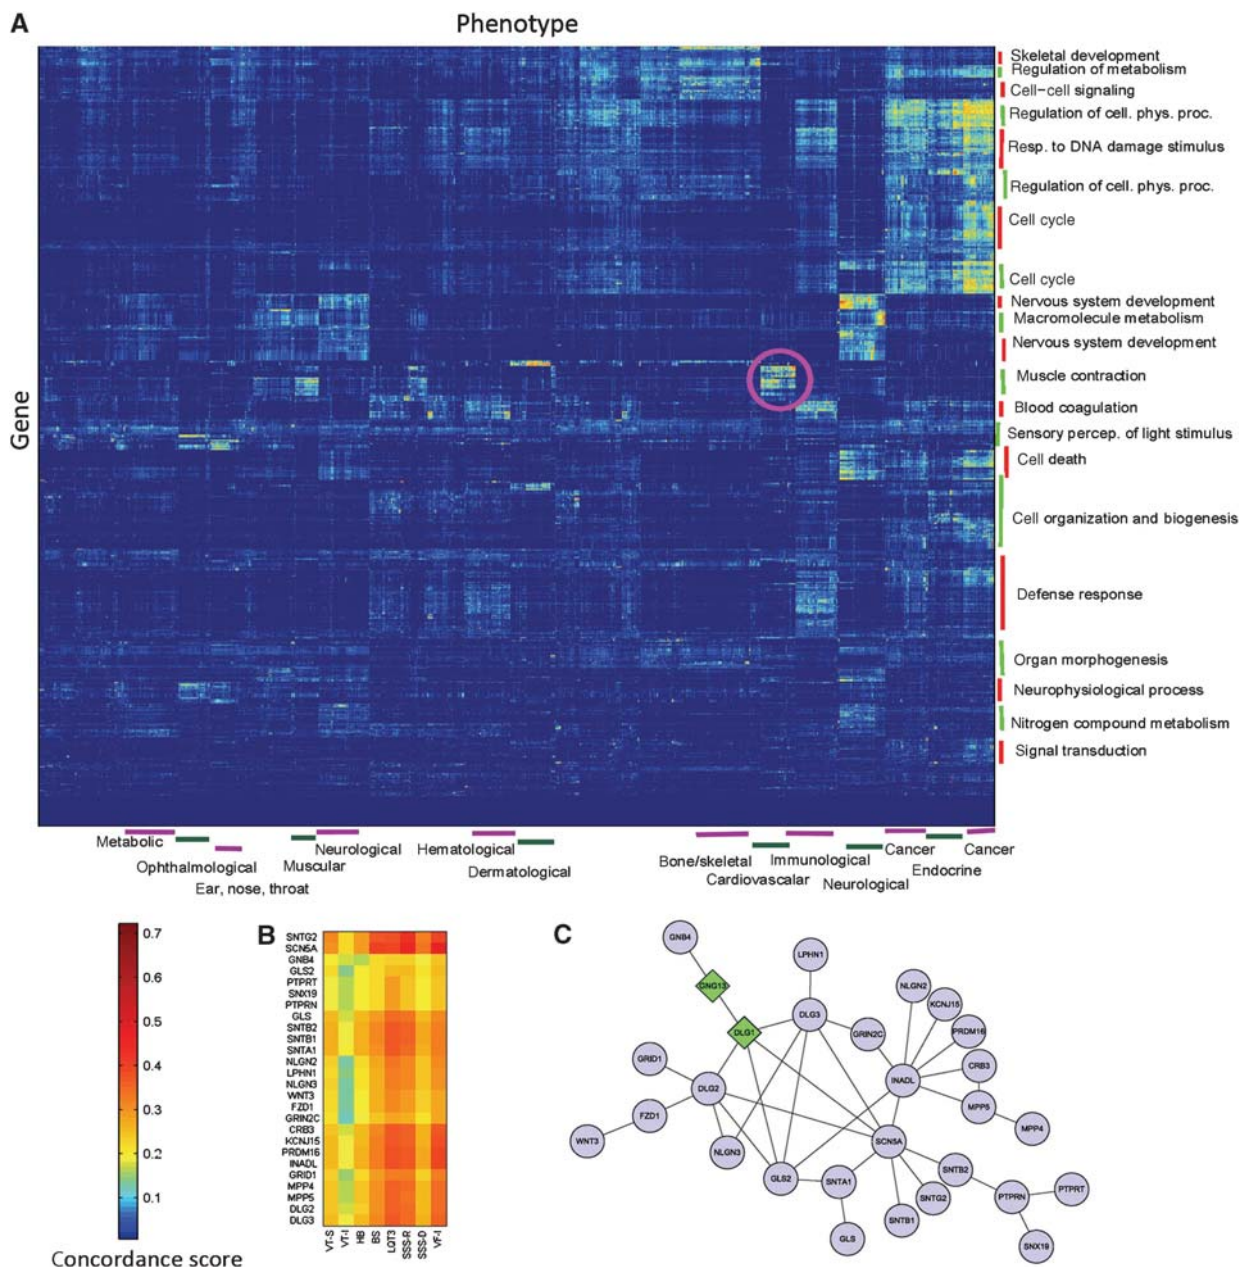 A
Phenotype
Gene
Skeletal development
Regulation of metabolism
Cell-cell signaling
Regulation of cell. phys. proc.
Resp. to DNA damage stimulus
Regulation of cell. phys. proc.
Cell cycle
Cell cycle
Nervous system development
Macromolecule metabolism
Nervous system development
Muscle contraction
Blood coagulation
Sensory percep. of light stimulus
Cell death
Cell organization and biogenesis
Defense response
Organ morphogenesis
Neurophysiological process
Nitrogen compound metabolism
Signal transduction
Metabolic
Ophthalmological
Ear, nose, throat
Muscular
Neurological
Hematological
Dermatological
Bone/skeletal
Cardiovascalar
Immunological
Neurological
Cancer
Endocrine
Cancer
0.7
0.6
0.5
0.4
0.3
0.2
0.1
Concordance score
B
SNTG2
SCN5A
GNB4
GLS2
PTPRT
SNX19
PTPRN
GLS
SNTB2
SNTB1
SNTA1
NLGN2
LPHN1
NLGN3
WNT3
FZD1
GRIN2C
CRB3
KCNJ15
PRDM16
INADL
GRID1
MPP4
MPP5
DLG2
DLG3
VT-S
VT-I
HB
BS
LQT3
SSS-R
SSS-D
VF-I
C
GNB4
GNG13
DLG1
LPHN1
DLG3
GRIN2C
NLGN2
KCNJ15
PRDM16
CRB3
INADL
MPP5
MPP4
GRID1
DLG2
FZD1
WNT3
NLGN3
GLS2
SCN5A
SNTA1
GLS
SNTB1
SNTG2
SNTB2
PTPRN
PTPRT
SNX19